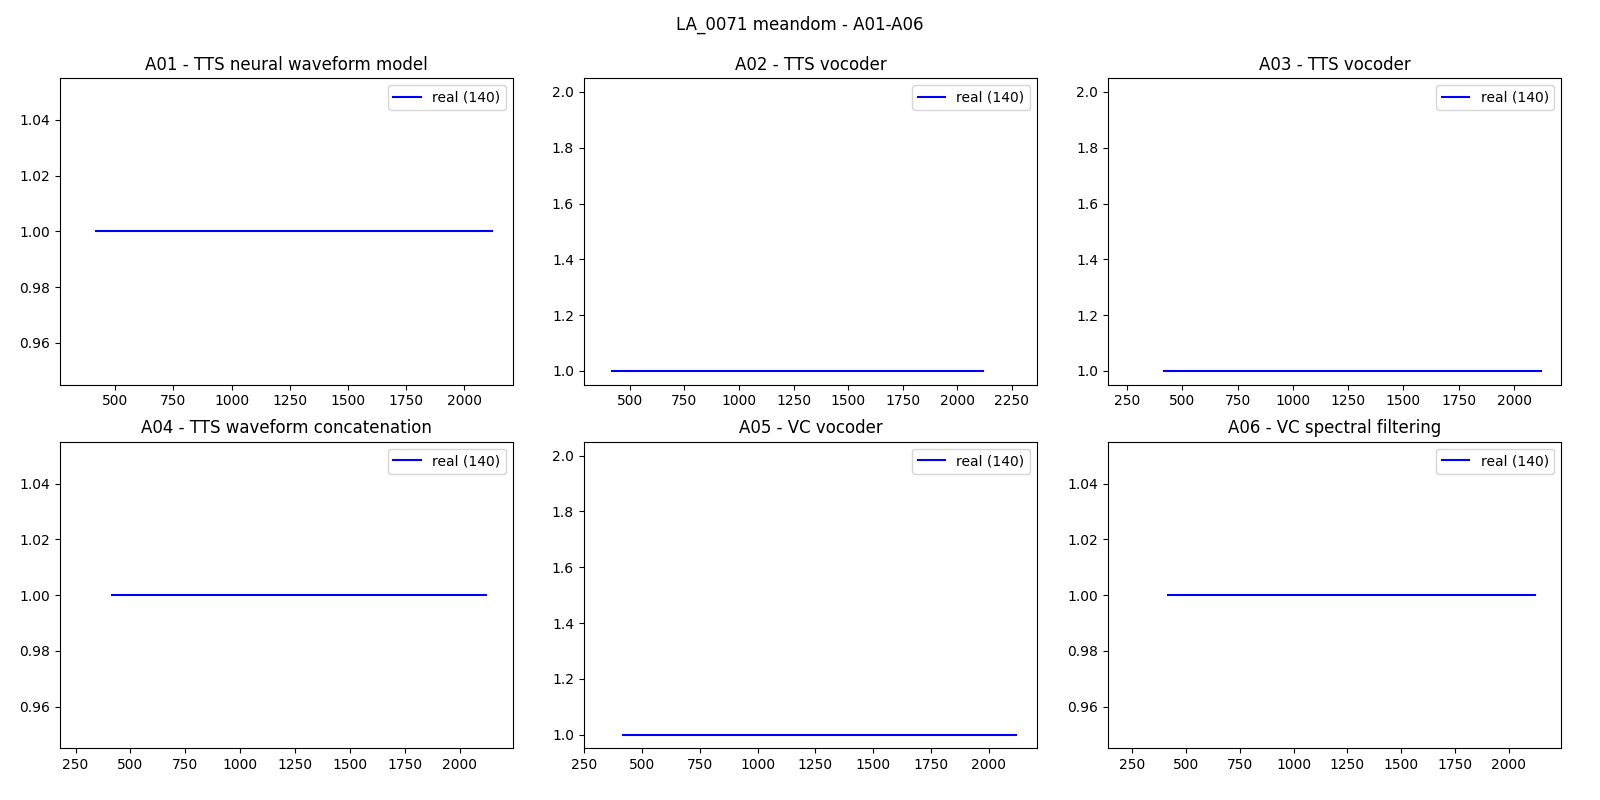 LA_0071 meandom - A01-A06
A01 - TTS neural waveform model
real (140)
1.04
1.02
1.00
0.98
0.96
500 750 1000 1250 1500 1750 2000
A02 - TTS vocoder
real (140)
2.0
1.8
1.6
1.4
1.2
1.0
500 750 1000 1250 1500 1750 2000 2250
A03 - TTS vocoder
real (140)
2.0
1.8
1.6
1.4
1.2
1.0
250 500 750 1000 1250 1500 1750 2000
A04 - TTS waveform concatenation
real (140)
1.04
1.02
1.00
0.98
0.96
250 500 750 1000 1250 1500 1750 2000
A05 - VC vocoder
real (140)
2.0
1.8
1.6
1.4
1.2
1.0
250 500 750 1000 1250 1500 1750 2000
A06 - VC spectral filtering
real (140)
1.04
1.02
1.00
0.98
0.96
250 500 750 1000 1250 1500 1750 2000